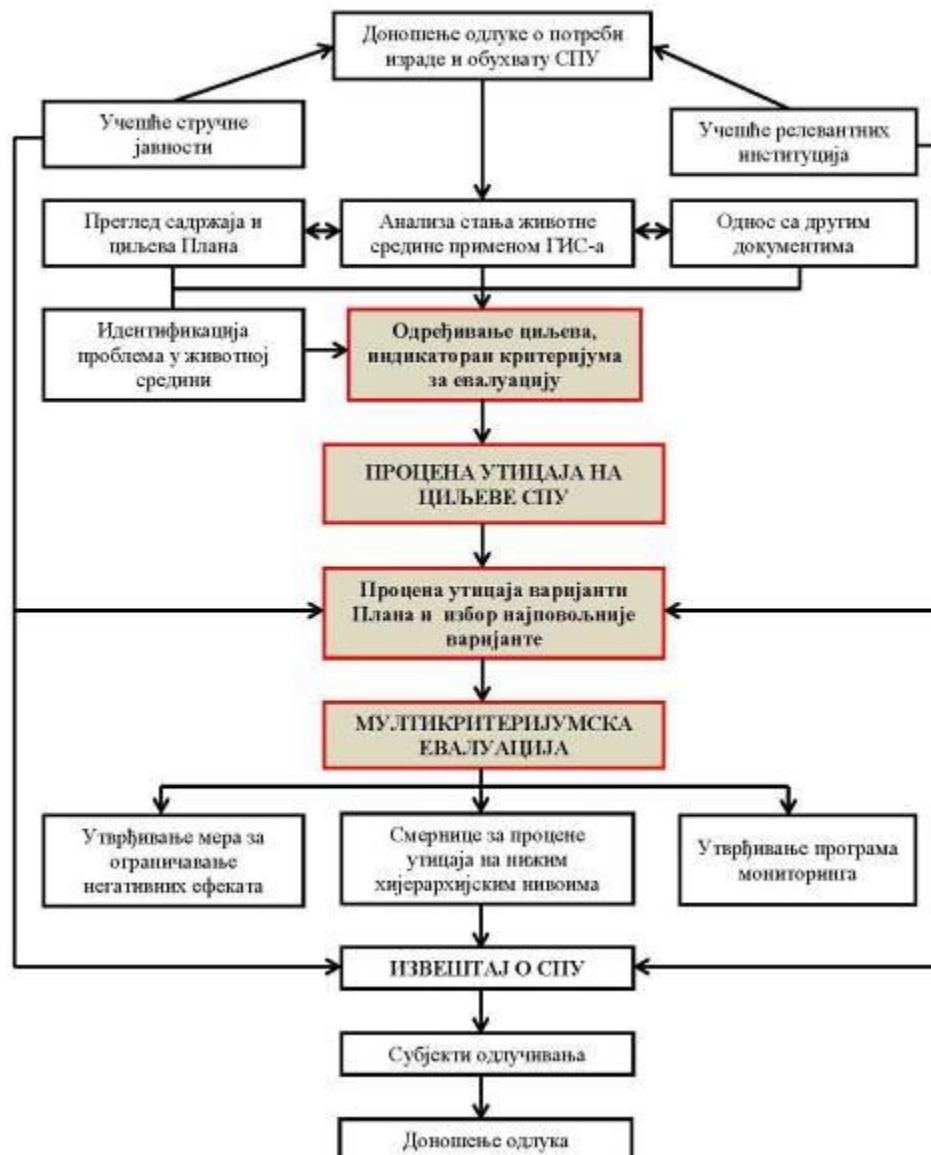 Доношење одлуке о потреби
израде и обухвату СПУ
Учешће стручне
јавности
Учешће релевантних
институција
Преглед садржаја и
циљева Плана
Анализа стања животне
средине применом ГИС-а
Однос са другим
документима
Идентификација
проблема у животној
средини
Одређивање циљева,
индикатораи критеријума
за евалуацију
ПРОЦЕНА УТИЦАЈА НА
ЦИЉЕВЕ СПУ
Процена утицаја варијанти
Плана и избор најповољније
варијанте
МУЛТИКРИТЕРИЈУМСКА
ЕВАЛУАЦИЈА
Утврђивање мера за
ограничавање
негативних ефеката
Смернице за процене
утицаја на нижим
хијерархијским нивоима
Утврђивање програма
мониторинга
ИЗВЕШТАЈ О СПУ
Субјекти одлучивања
Доношење одлука